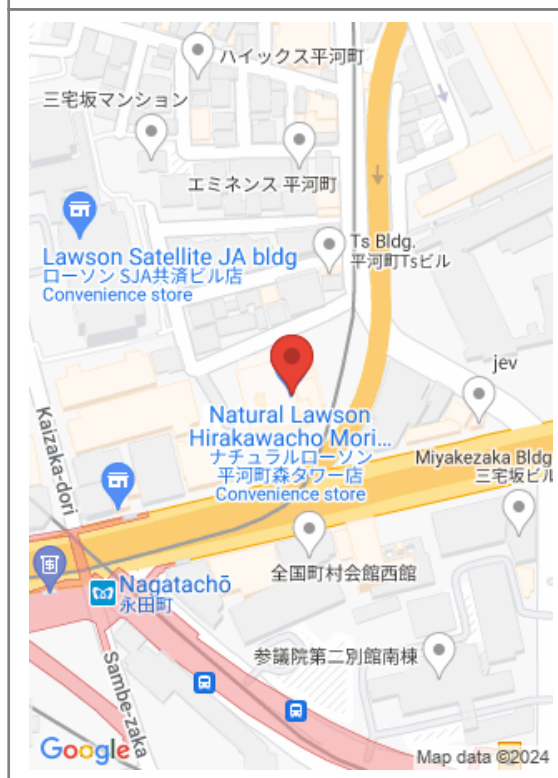 ハイックス平河町
三宅坂マンション
エミネンス 平河町
Ts Bldg.
平河町Tsビル
Lawson Satellite JA bldg
ローソン SJA共済ビル店
Convenience store
jev
Natural Lawson
Hirakawacho Mori...
ナチュラルローソン
平河町森タワー店
Convenience store
Kaizaka-dori
Miyakezaka Bldg
三宅坂ビル
全国町村会館西館
Nagatachō
永田町
参議院第二別館南棟
Sambe-zaka
Google
Map data ©2024